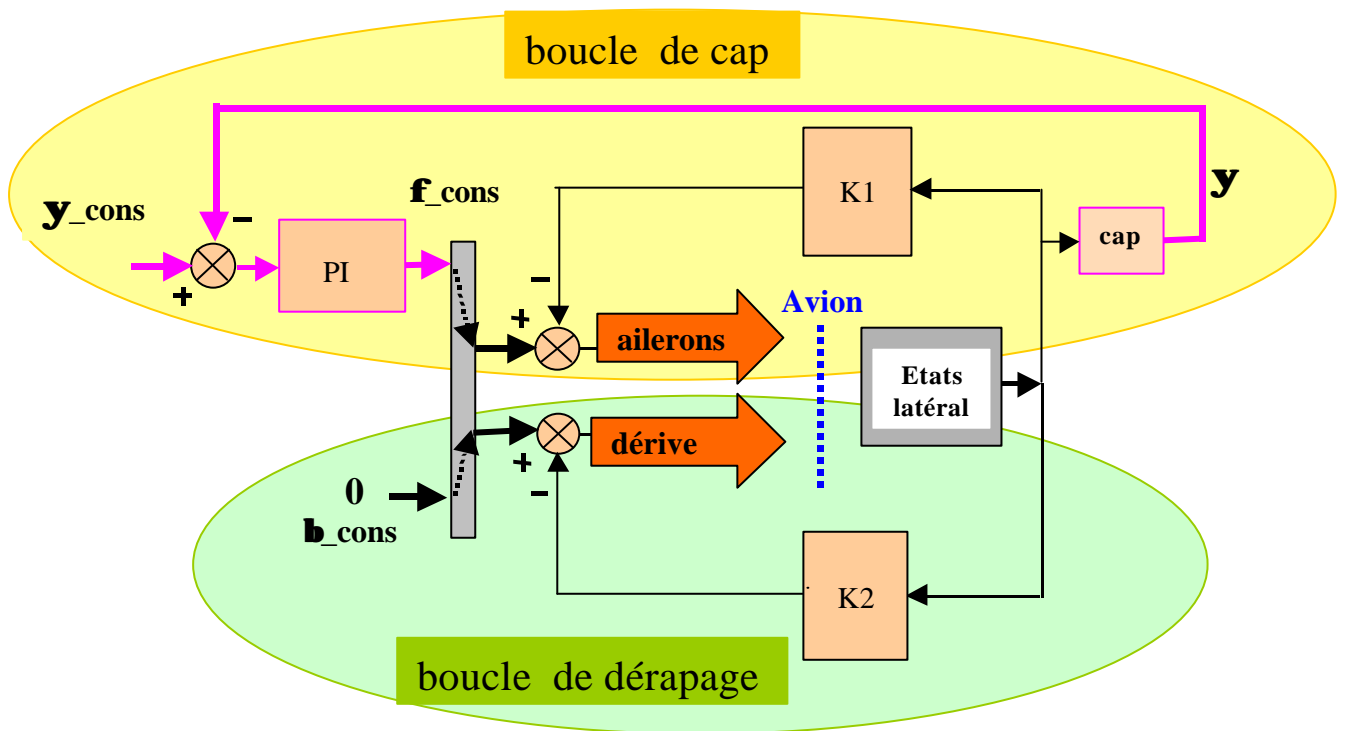 boucle de cap
K1
y
f_cons
y_cons
cap
PI
Avion
ailerons
Etats
latéral
dérive
0
b_cons
K2
boucle de dérapage